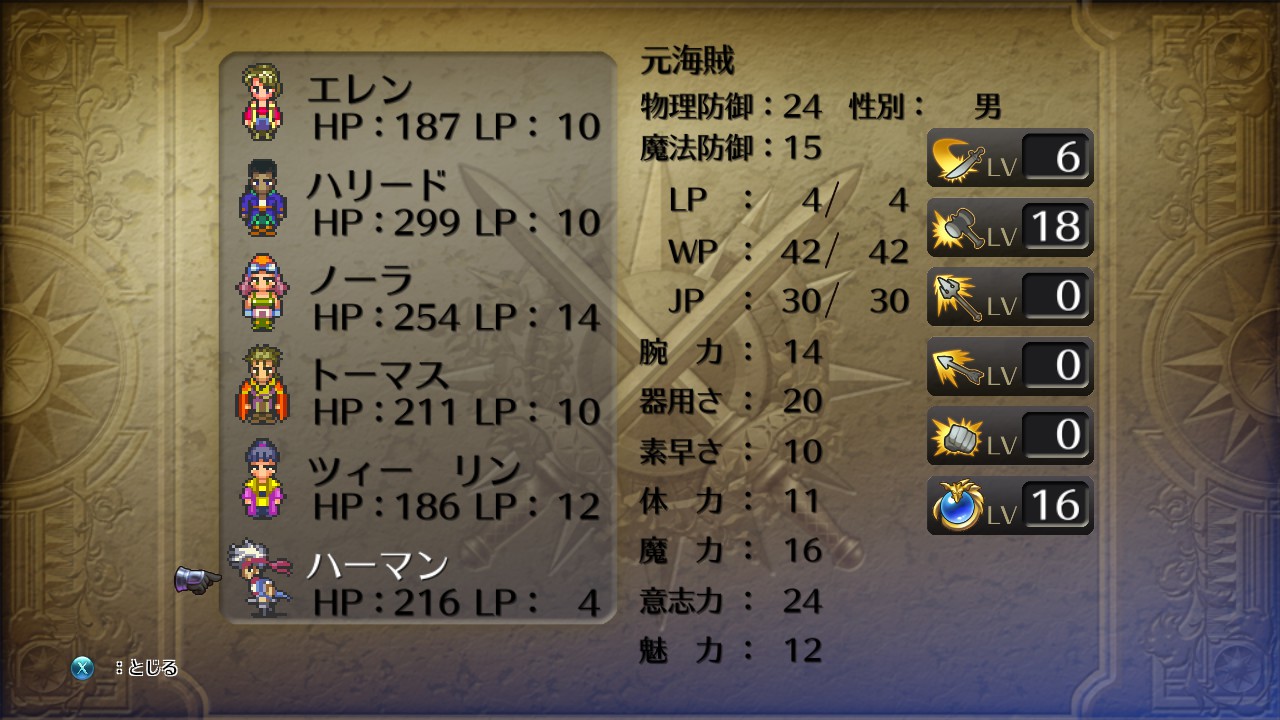 エレン
HP：187 LP： 10
ハリード
HP：299 LP： 10
ノーラ
HP：254 LP： 14
トーマス
HP：211 LP： 10
ツィー　リン
HP：186 LP： 12
ハーマン
HP：216 LP： 4
元海賊
物理防御：24 性別： 男
魔法防御：15
LP ： 4/ 4
WP ： 42/ 42
JP ： 30/ 30
腕　力： 14
器用さ： 20
素早さ： 10
体　力： 11
魔　力： 16
意志力： 24
魅　力： 12
LV 6
LV 18
LV 0
LV 0
LV 0
LV 16
X ：とじる